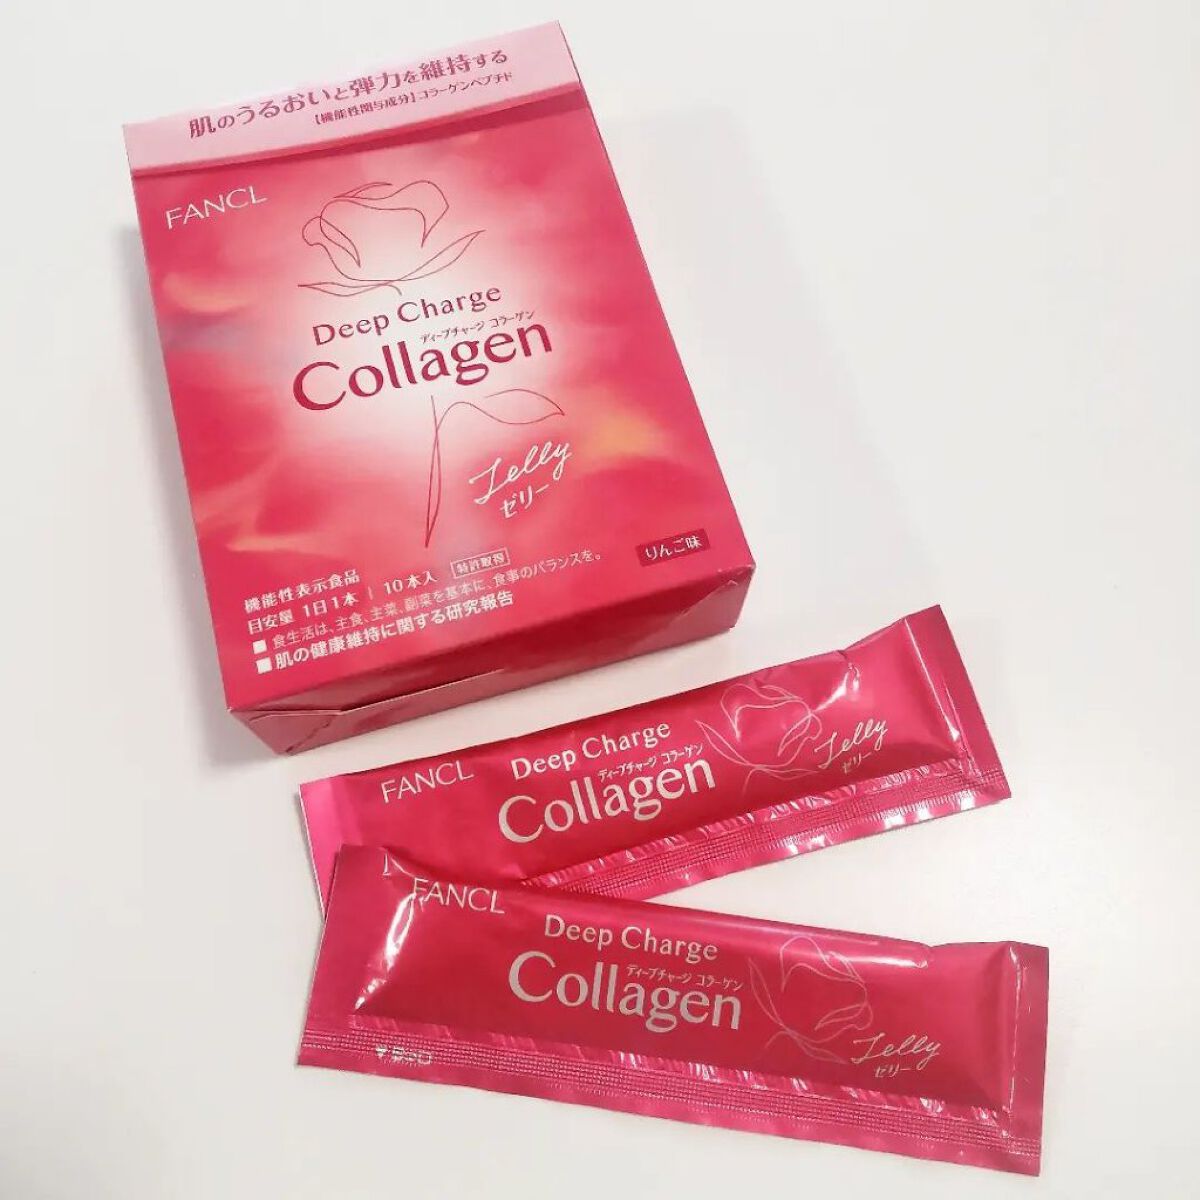 肌のうるおいと弾力を維持する
【機能性関与成分】コラーゲンペプチド
FANCL
Deep Charge
ディープチャージ コラーゲン
Collagen
Jelly
ゼリー
りんご味
機能性表示食品
目安量 1日1本 | 10本入 特許取得
■ 食生活は、主食、主菜、副菜を基本に、食事のバランスを。
■ 肌の健康維持に関する研究報告
FANCL
Deep Charge
ディープチャージ コラーゲン
Collagen
Jelly
ゼリー
FANCL
Deep Charge
ディープチャージ コラーゲン
Collagen
Jelly
ゼリー